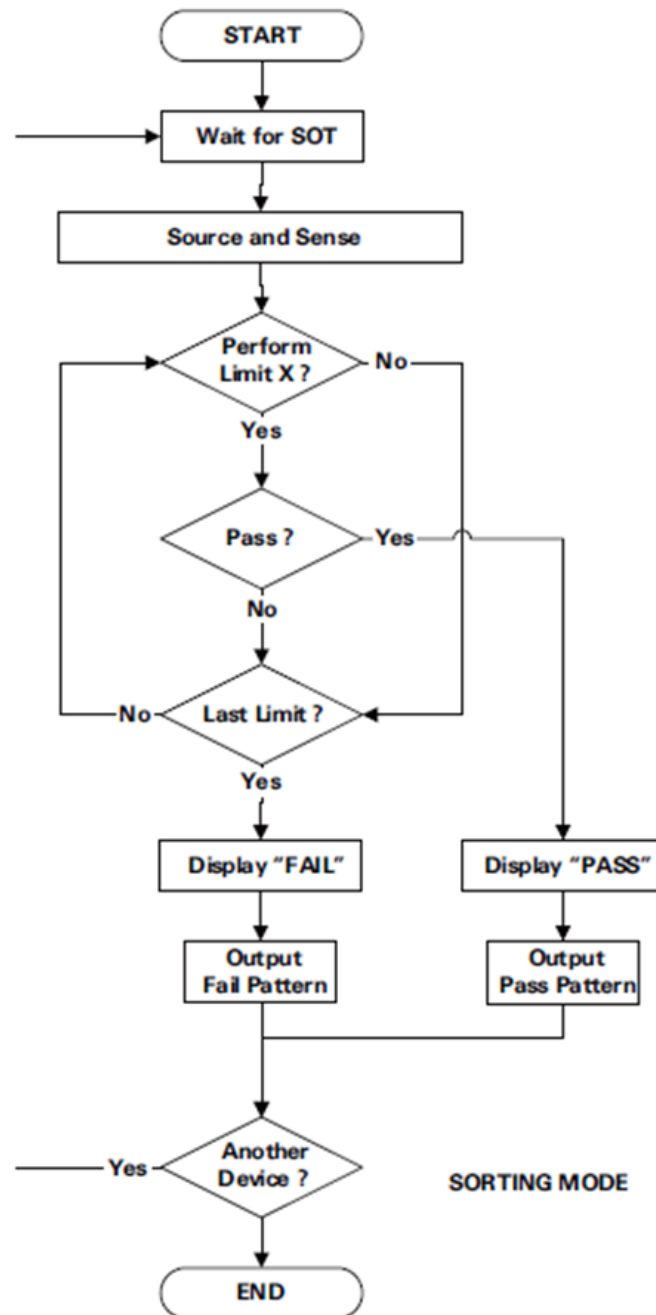 START
Wait for SOT
Source and Sense
Perform
Limit X ?
No
Yes
Pass ?
Yes
No
No
Last Limit ?
Yes
Display "FAIL"
Display "PASS"
Output
Fail Pattern
Output
Pass Pattern
Yes
Another
Device ?
SORTING MODE
END